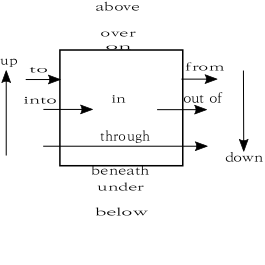 above
over
on
up
to
from
into
in
out of
through
down
beneath
under
below